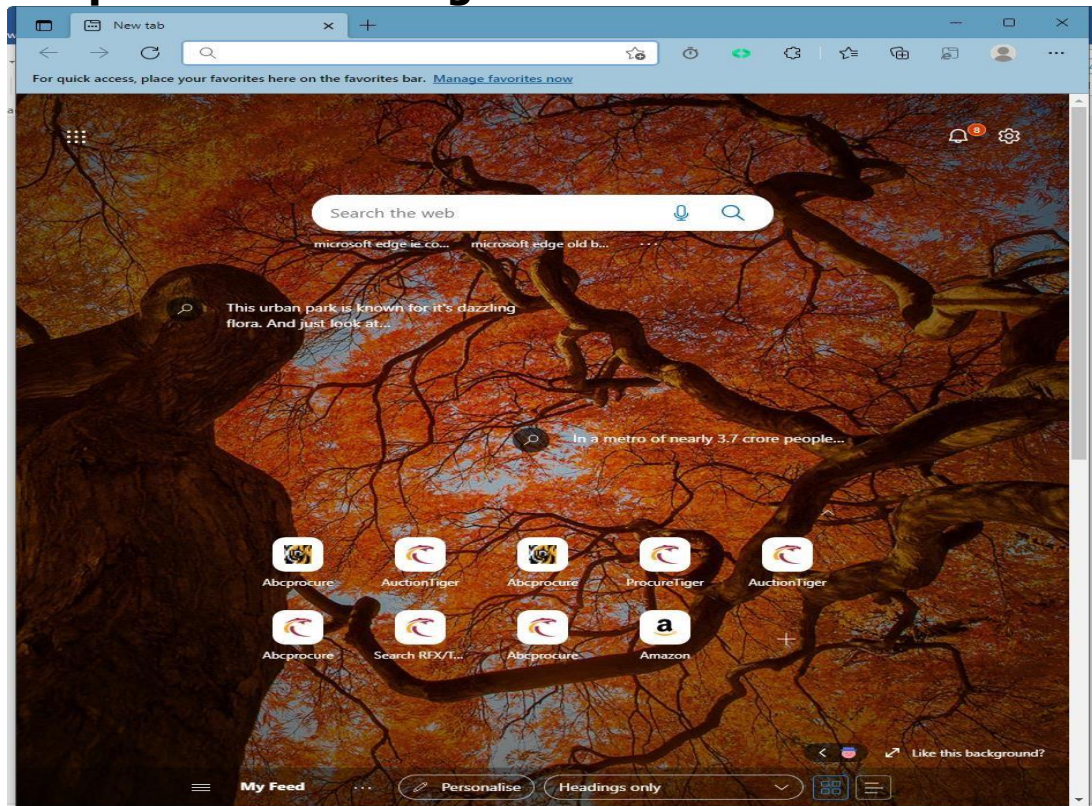 New tab
For quick access, place your favorites here on the favorites bar. Manage favorites now
8
Search the web
microsoft edge ie co... microsoft edge old b... ...
This urban park is known for it's dazzling
flora. And just look at...
In a metro of nearly 3.7 crore people...
Abcprocure AuctionTiger Abcprocure ProcureTiger AuctionTiger
a
Abcprocure Search RFX/T... Abcprocure Amazon
Like this background?
My Feed ... Personalise Headings only